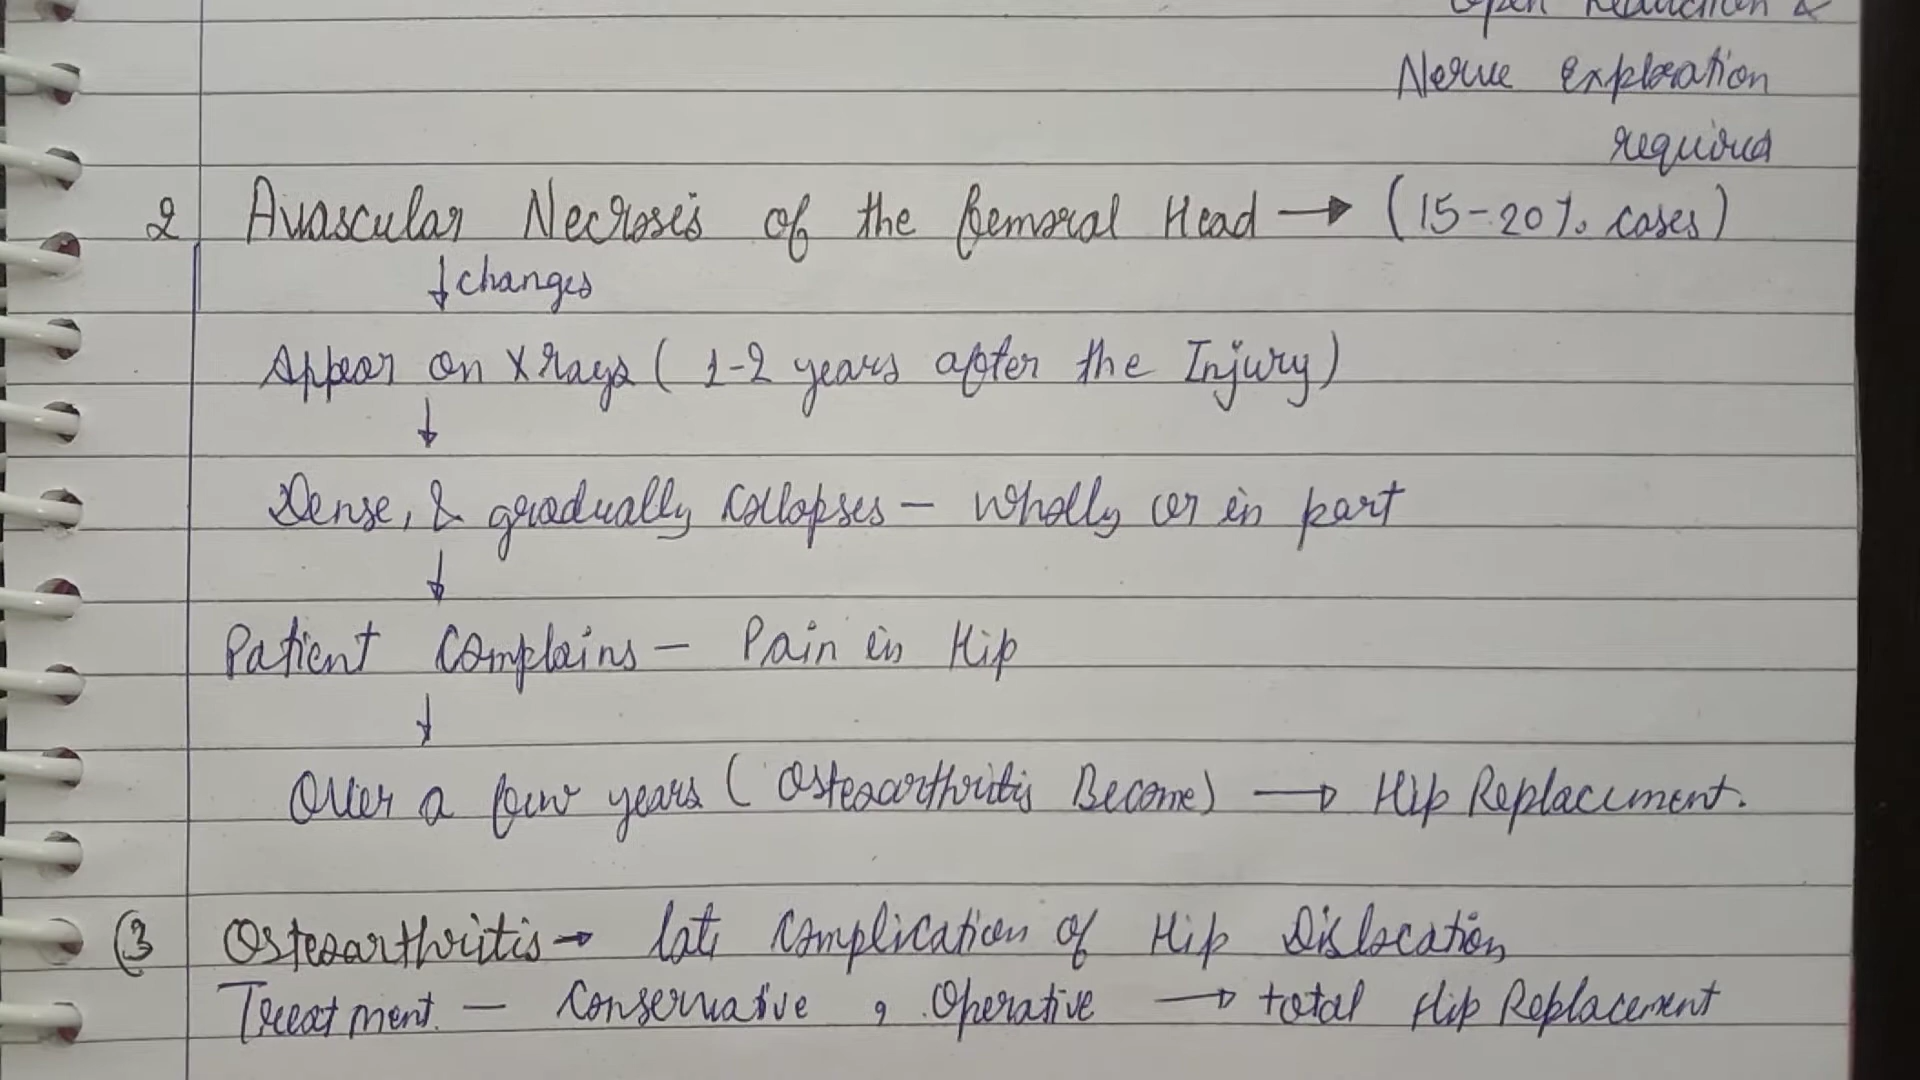 Open Reduction &
Nerve Exploration
required
2 Avascular Necrosis of the femoral Head → (15-20% cases)
↓ changes
Appear on X rays ( 1-2 years after the Injury)
↓
Dense, & gradually collapses — wholly or in part
↓
Patient Complains — Pain in Hip
↓
Over a few years ( Osteoarthritis Become) → Hip Replacement.
(3 Osteoarthritis → late Complication of Hip Dislocation
Treatment — Conservative , Operative → total Hip Replacement